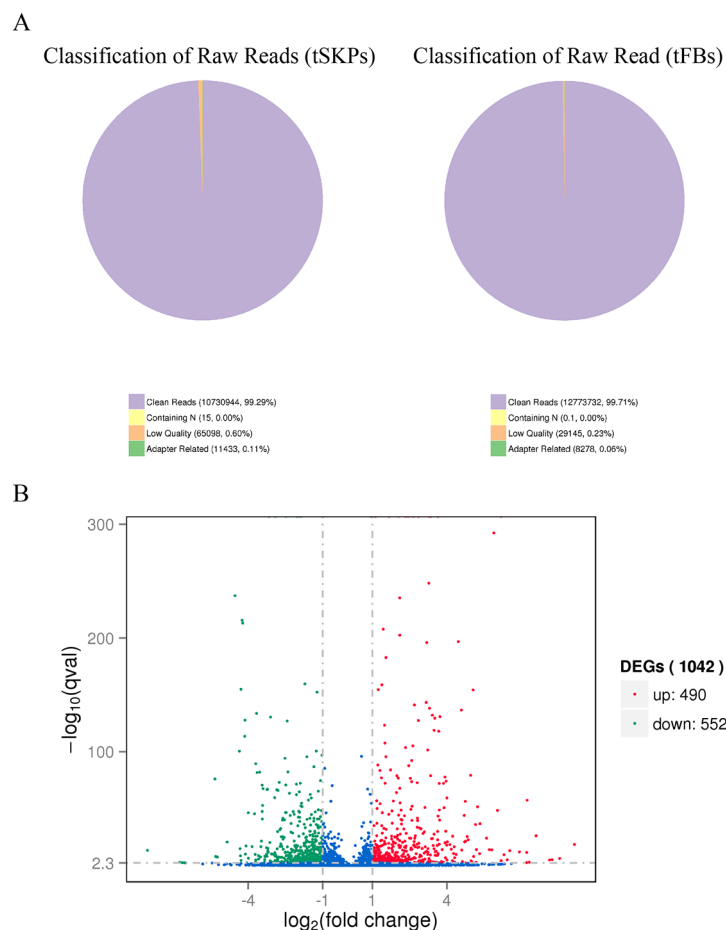 A
Classification of Raw Reads (tSKPs)
Classification of Raw Read (tFBs)
Clean Reads (10730944, 99.29%)
Containing N (15, 0.00%)
Low Quality (65098, 0.60%)
Adapter Related (11433, 0.11%)
Clean Reads (12773732, 99.71%)
Containing N (0.1, 0.00%)
Low Quality (29145, 0.23%)
Adapter Related (8278, 0.06%)
B
300
200
100
2.3
−log10(qval)
-4
-1
1
4
log2(fold change)
DEGs ( 1042 )
up: 490
down: 552